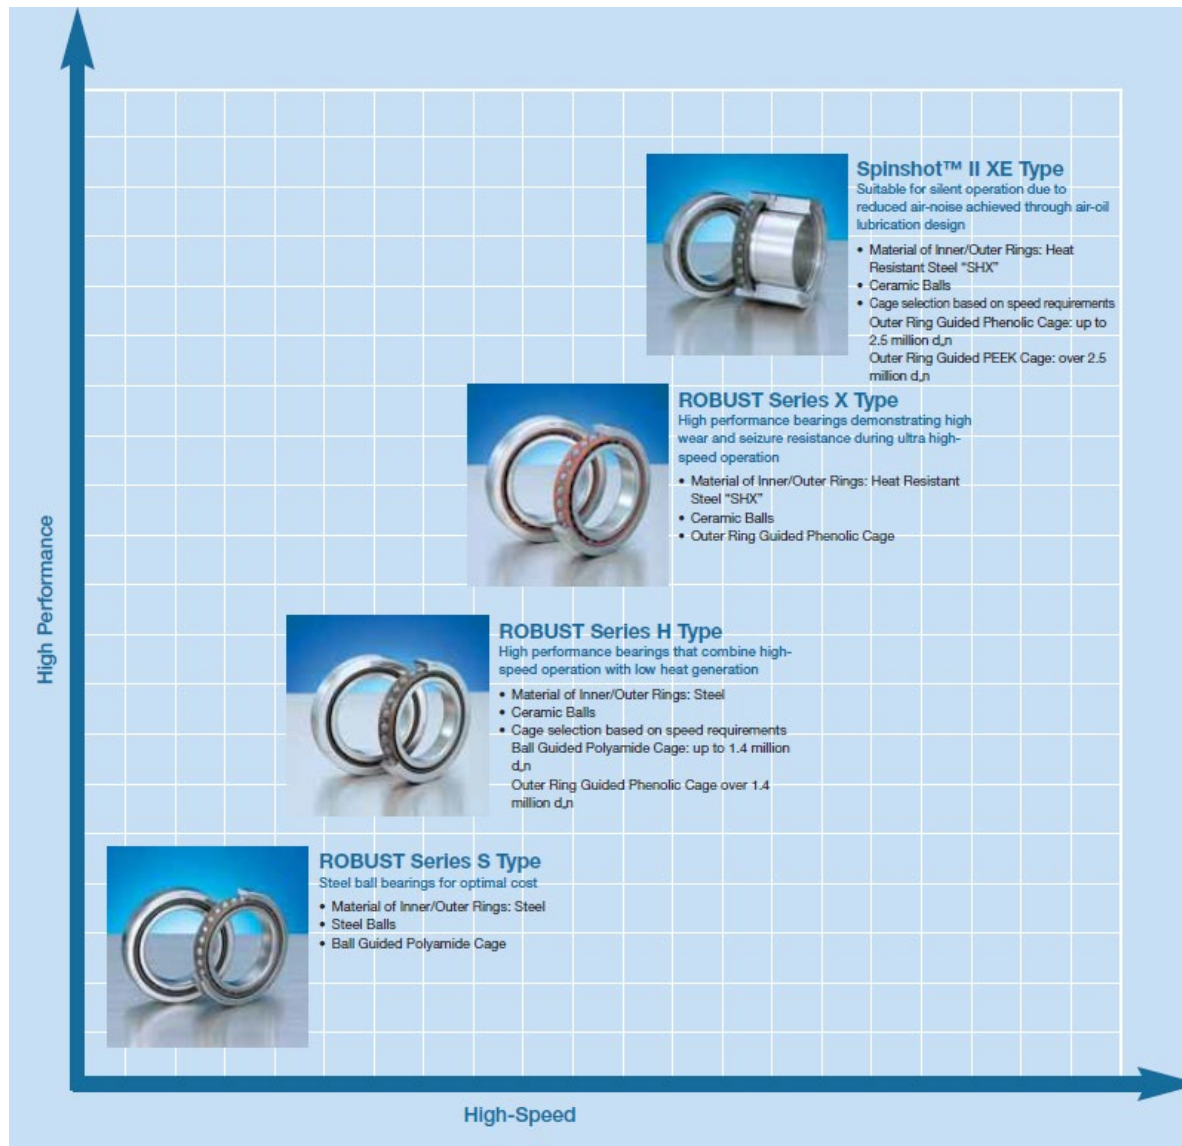 Spinshot™ II XE Type
Suitable for silent operation due to
reduced air-noise achieved through air-oil
lubrication design
• Material of Inner/Outer Rings: Heat
Resistant Steel “SHX”
• Ceramic Balls
• Cage selection based on speed requirements
Outer Ring Guided Phenolic Cage: up to
2.5 million dₘn
Outer Ring Guided PEEK Cage: over 2.5
million dₘn
ROBUST Series X Type
High performance bearings demonstrating high
wear and seizure resistance during ultra high-
speed operation
• Material of Inner/Outer Rings: Heat Resistant
Steel “SHX”
• Ceramic Balls
• Outer Ring Guided Phenolic Cage
High Performance
ROBUST Series H Type
High performance bearings that combine high-
speed operation with low heat generation
• Material of Inner/Outer Rings: Steel
• Ceramic Balls
• Cage selection based on speed requirements
Ball Guided Polyamide Cage: up to 1.4 million
dₘn
Outer Ring Guided Phenolic Cage over 1.4
million dₘn
ROBUST Series S Type
Steel ball bearings for optimal cost
• Material of Inner/Outer Rings: Steel
• Steel Balls
• Ball Guided Polyamide Cage
High-Speed